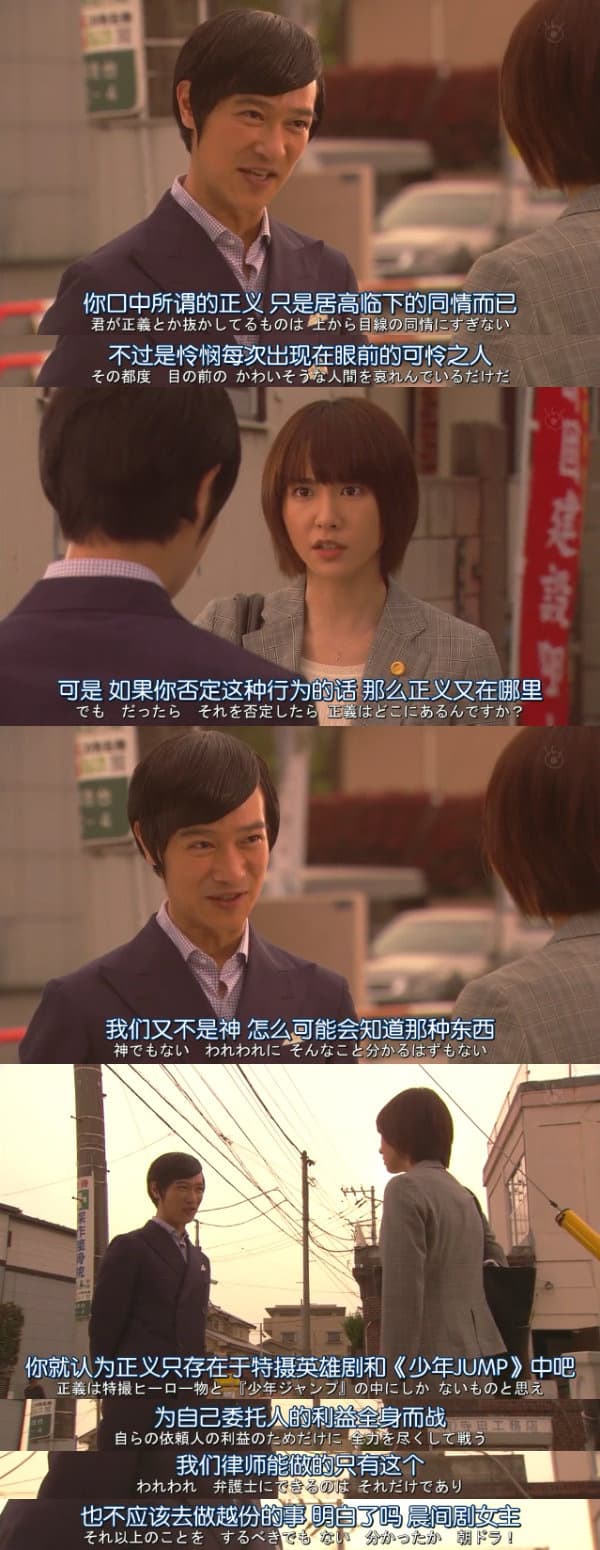 你口中所谓的正义 只是居高临下的同情而已
君が正義とか抜かしてるものは 上から目線の同情にすぎない
不过是怜悯每次出现在眼前的可怜之人
その都度 目の前の かわいそうな人間を哀れんでいるだけだ
建設
可是 如果你否定这种行为的话 那么正义又在哪里
でも だったら それを否定したら 正義はどこにあるんですか？
我们又不是神 怎么可能会知道那种东西
神でもない われわれに そんなこと分かるはずもない
你就认为正义只存在于特摄英雄剧和《少年JUMP》中吧
正義は特撮ヒーロー物と 『少年ジャンプ』の中にしか ないものと思え
为自己委托人的利益全身而战
自らの依頼人の利益のためだけに 全力を尽くして戦う
我们律师能做的只有这个
われわれ 弁護士にできるのは それだけであり
也不应该去做越份的事 明白了吗 晨间剧女主
それ以上のことを するべきでも ない 分かったか 朝ドラ！